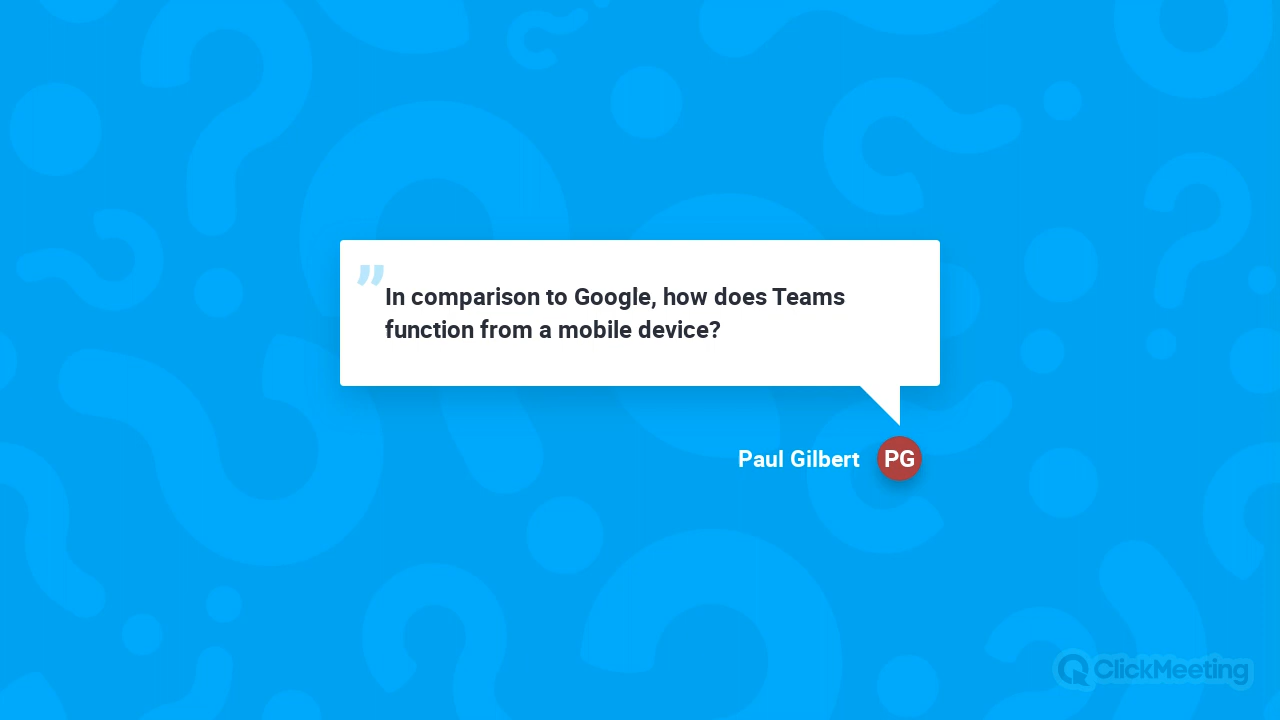 ”
In comparison to Google, how does Teams
function from a mobile device?
Paul Gilbert PG
ClickMeeting